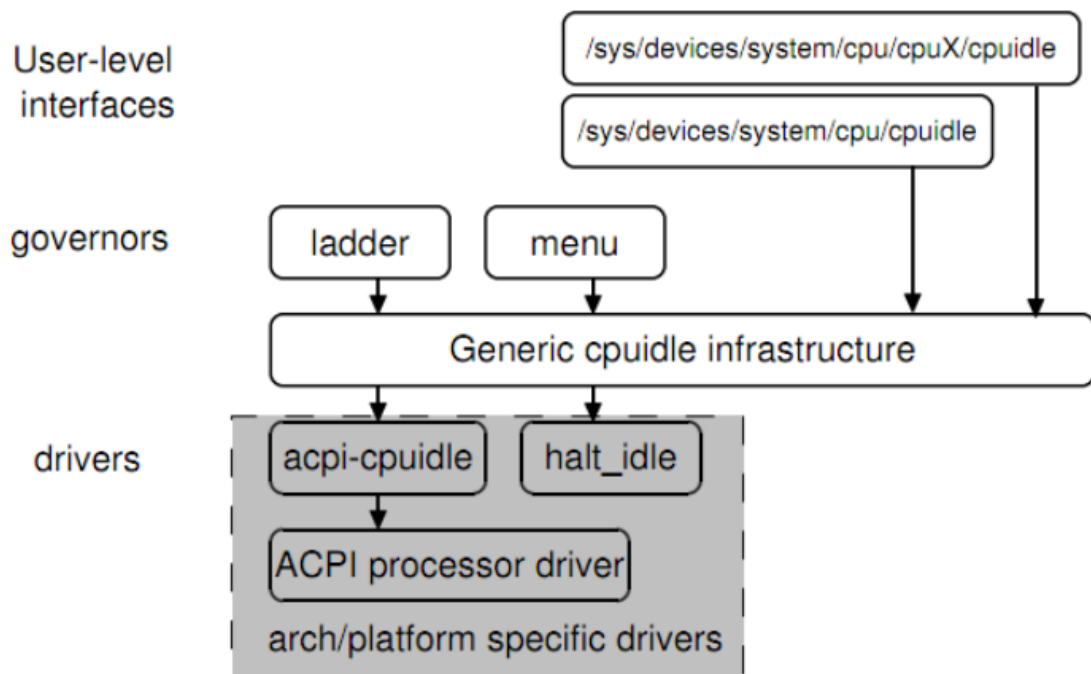 User-level
interfaces
/sys/devices/system/cpu/cpuX/cpuidle
/sys/devices/system/cpu/cpuidle
governors
ladder
menu
Generic cpuidle infrastructure
drivers
acpi-cpuidle
halt_idle
ACPI processor driver
arch/platform specific drivers